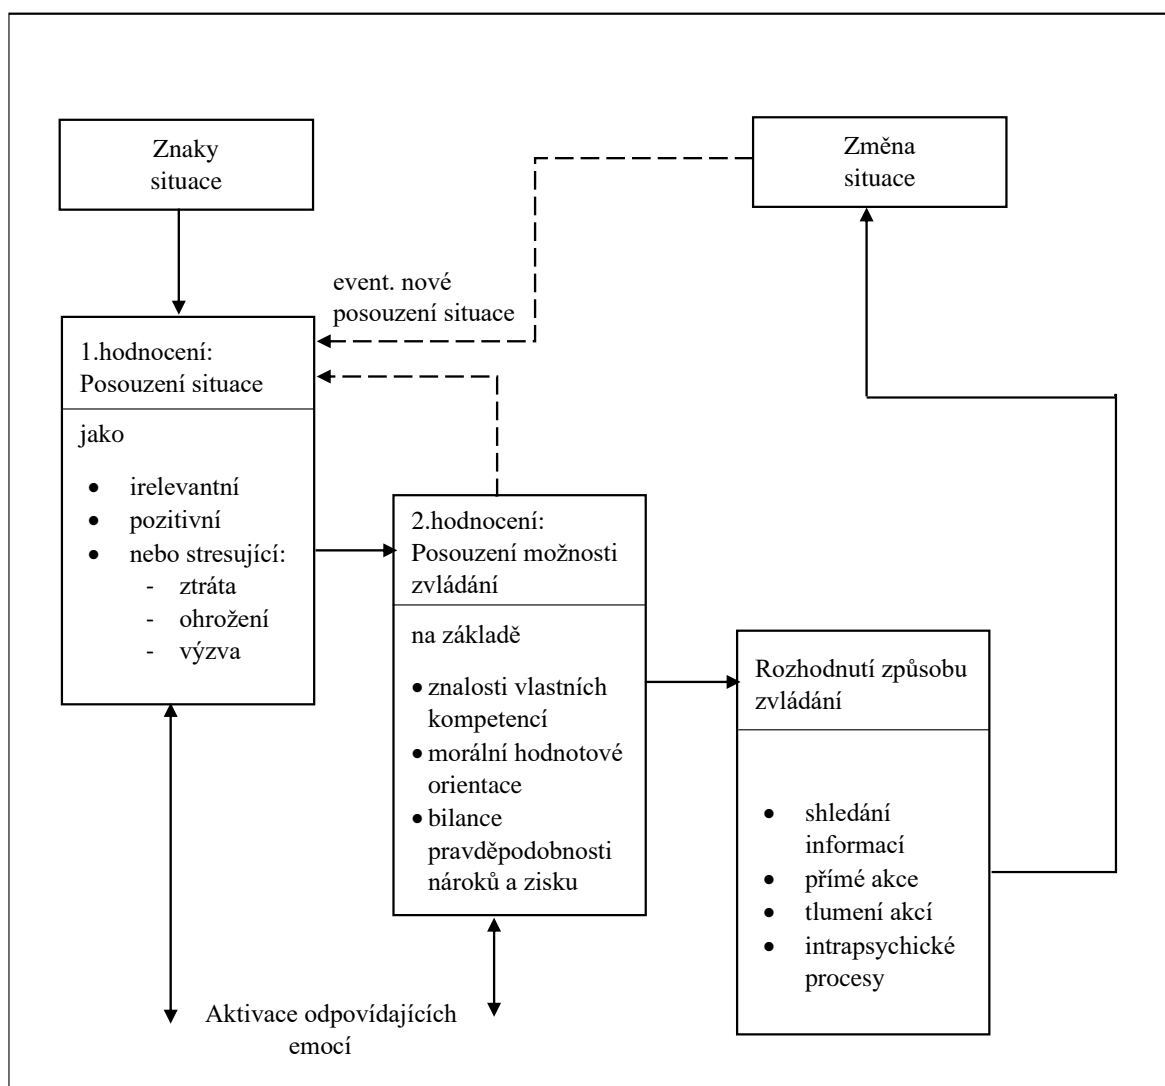 Znaky
situace
Změna
situace
event. nové
posouzení situace
1.hodnocení:
Posouzení situace
jako
• irelevantní
• pozitivní
• nebo stresující:
- ztráta
- ohrožení
- výzva
2.hodnocení:
Posouzení možnosti
zvládání
na základě
• znalosti vlastních
kompetencí
• morální hodnotové
orientace
• bilance
pravděpodobnosti
nároků a zisku
Rozhodnutí způsobu
zvládání
• shledání
informací
• přímé akce
• tlumení akcí
• intrapsychické
procesy
Aktivace odpovídajících
emocí